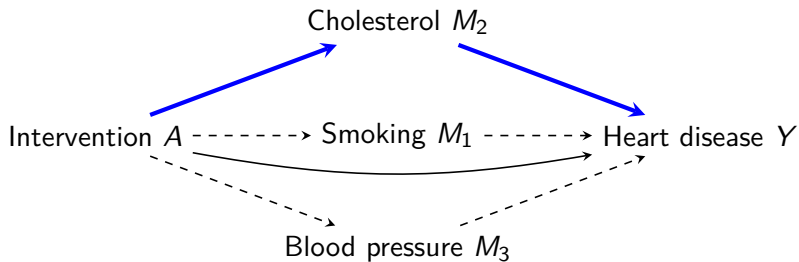 Cholesterol M₂
Intervention A
Smoking M₁
Heart disease Y
Blood pressure M₃